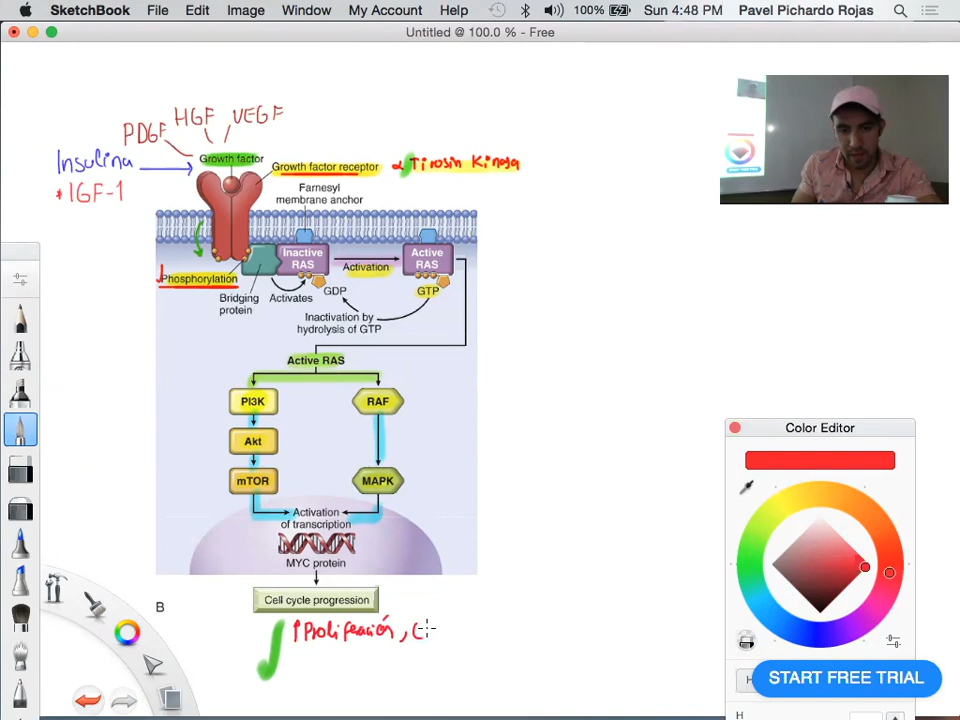 SketchBook File Edit Image Window My Account Help 100% Sun 4:48 PM Pavel Pichardo Rojas
Untitled @ 100.0 % - Free
PDGF HGF VEGF
Insulina
* IGF-1
Growth factor
Growth factor receptor
Tirosin Kinasa
Farnesyl
membrane anchor
Inactive
RAS
Activation
Active
RAS
Phosphorylation
Bridging
protein
Activates
GDP
GTP
Inactivation by
hydrolysis of GTP
Active RAS
PI3K
RAF
Akt
mTOR
MAPK
Activation
of transcription
MYC protein
Cell cycle progression
B
↑Prolifeación, C
Color Editor
START FREE TRIAL
H
H